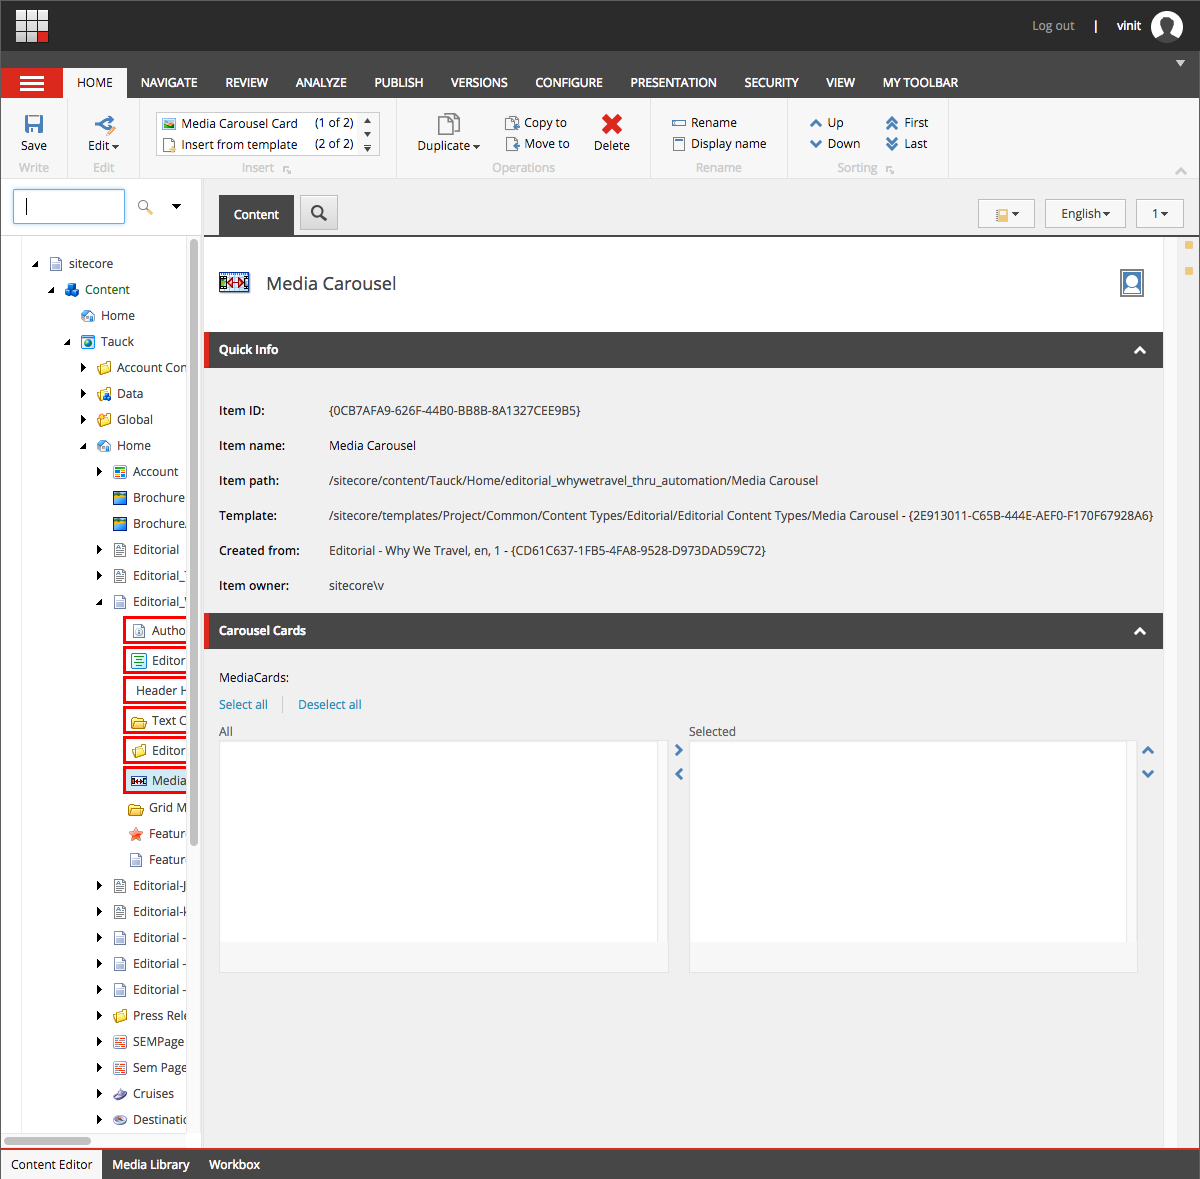 Log out | vinit
HOME NAVIGATE REVIEW ANALYZE PUBLISH VERSIONS CONFIGURE PRESENTATION SECURITY VIEW MY TOOLBAR
Save
Write
Edit
Edit
Media Carousel Card (1 of 2)
Insert from template (2 of 2)
Insert
Duplicate
Copy to
Move to
Delete
Operations
Rename
Display name
Rename
Up
Down
First
Last
Sorting
sitecore
Content
Home
Tauck
Account Con
Data
Global
Home
Account
Brochure
Brochure
Editorial
Editorial_
Editorial_
Autho
Editor
Header H
Text C
Editor
Media
Grid M
Featur
Featur
Editorial-J
Editorial-k
Editorial -
Editorial -
Editorial -
Press Rele
SEMPage
Sem Page
Cruises
Destinatio
Content
English
1
Media Carousel
Quick Info
Item ID: {0CB7AFA9-626F-44B0-BB8B-8A1327CEE9B5}
Item name: Media Carousel
Item path: /sitecore/content/Tauck/Home/editorial_whywetravel_thru_automation/Media Carousel
Template: /sitecore/templates/Project/Common/Content Types/Editorial/Editorial Content Types/Media Carousel - {2E913011-C65B-444E-AEF0-F170F67928A6}
Created from: Editorial - Why We Travel, en, 1 - {CD61C637-1FB5-4FA8-9528-D973DAD59C72}
Item owner: sitecore\v
Carousel Cards
MediaCards:
Select all Deselect all
All Selected
Content Editor Media Library Workbox